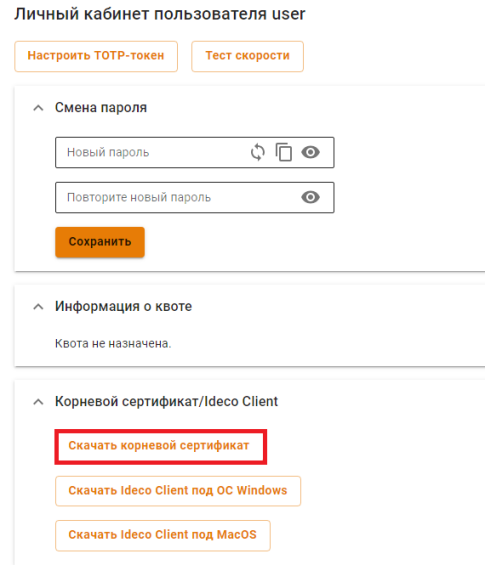 Личный кабинет пользователя user
Настроить TOTP-токен Тест скорости
Смена пароля
Новый пароль
Повторите новый пароль
Сохранить
Информация о квоте
Квота не назначена.
Корневой сертификат/Ideco Client
Скачать корневой сертификат
Скачать Ideco Client под ОС Windows
Скачать Ideco Client под MacOS